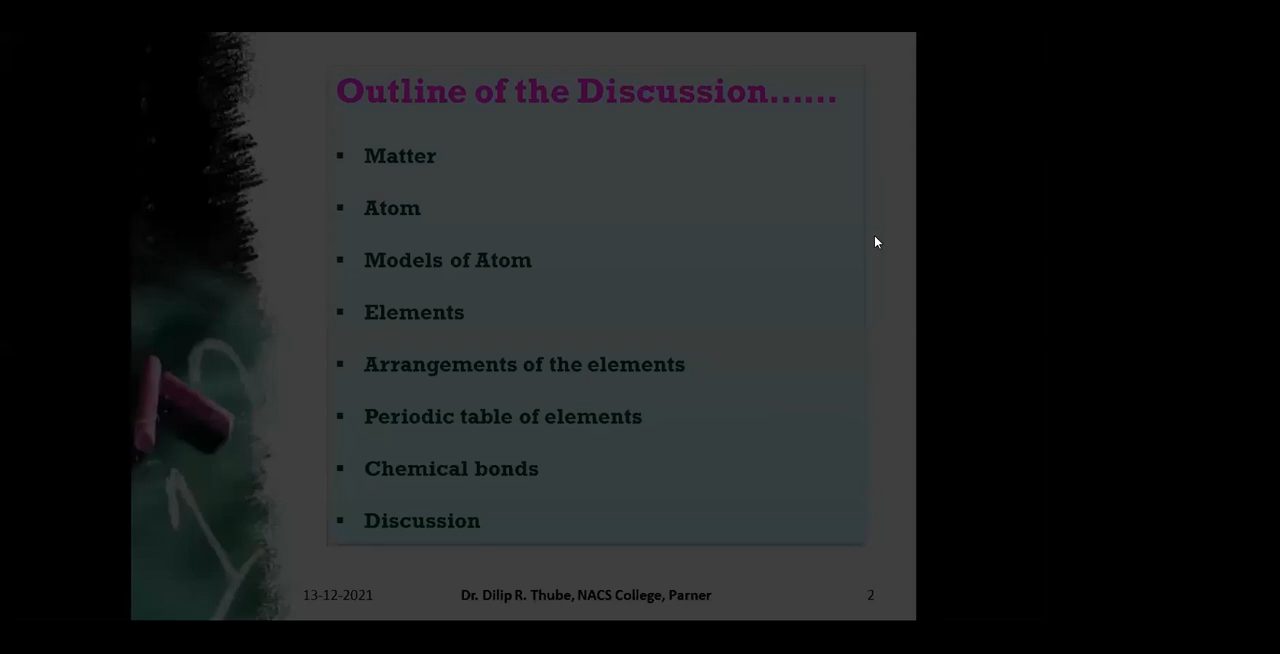 Outline of the Discussion......
▪ Matter
▪ Atom
▪ Models of Atom
▪ Elements
▪ Arrangements of the elements
▪ Periodic table of elements
▪ Chemical bonds
▪ Discussion
13-12-2021 Dr. Dilip R. Thube, NACS College, Parner 2